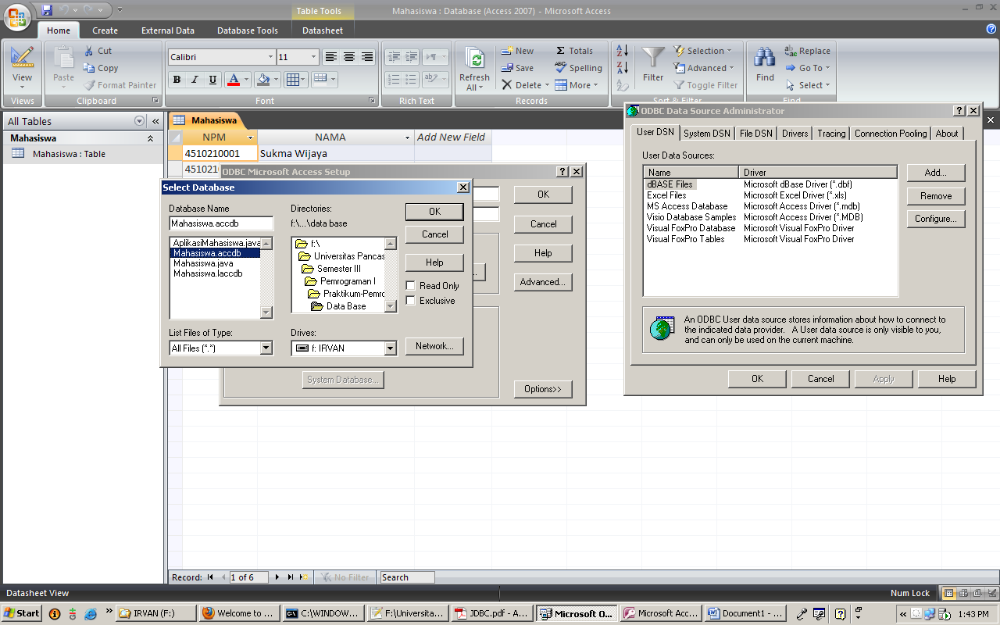 Table Tools
Mahasiswa : Database (Access 2007) - Microsoft Access
Home
Create
External Data
Database Tools
Datasheet
View
Views
Paste
Cut
Copy
Format Painter
Clipboard
Calibri
11
B I U
Font
Rich Text
Refresh All
New
Save
Delete
Totals
Spelling
More
Records
Filter
Selection
Advanced
Toggle Filter
Sort & Filter
Find
Replace
Go To
Select
Find
All Tables
Mahasiswa
Mahasiswa : Table
Mahasiswa
NPM NAMA Add New Field
4510210001 Sukma Wijaya
451021
ODBC Microsoft Access Setup
OK
Cancel
Help
Advanced...
System Database...
Options>>
Select Database
Database Name
Mahasiswa.accdb
AplikasiMahasiswa.java
Mahasiswa.accdb
Mahasiswa.java
Mahasiswa.laccdb
List Files of Type:
All Files (*.*)
Directories:
f:\...\data base
f:\
Universitas Pancas
Semester III
Pemrograman I
Praktikum-Pemro
Data Base
Drives:
f: IRVAN
OK
Cancel
Help
Read Only
Exclusive
Network...
ODBC Data Source Administrator
User DSN
System DSN
File DSN
Drivers
Tracing
Connection Pooling
About
User Data Sources:
Name Driver
dBASE Files Microsoft dBase Driver (*.dbf)
Excel Files Microsoft Excel Driver (*.xls)
MS Access Database Microsoft Access Driver (*.mdb)
Visio Database Samples Microsoft Access Driver (*.MDB)
Visual FoxPro Database Microsoft Visual FoxPro Driver
Visual FoxPro Tables Microsoft Visual FoxPro Driver
Add...
Remove
Configure...
An ODBC User data source stores information about how to connect to
the indicated data provider. A User data source is only visible to you,
and can only be used on the current machine.
OK
Cancel
Apply
Help
Record: 1 of 6 No Filter Search
Datasheet View
Num Lock
Start
IRVAN (F:)
Welcome to ...
C:\WINDOW...
F:\Universita...
JDBC.pdf - A...
Microsoft O...
Microsoft Acc...
Document1 - ...
1:43 PM